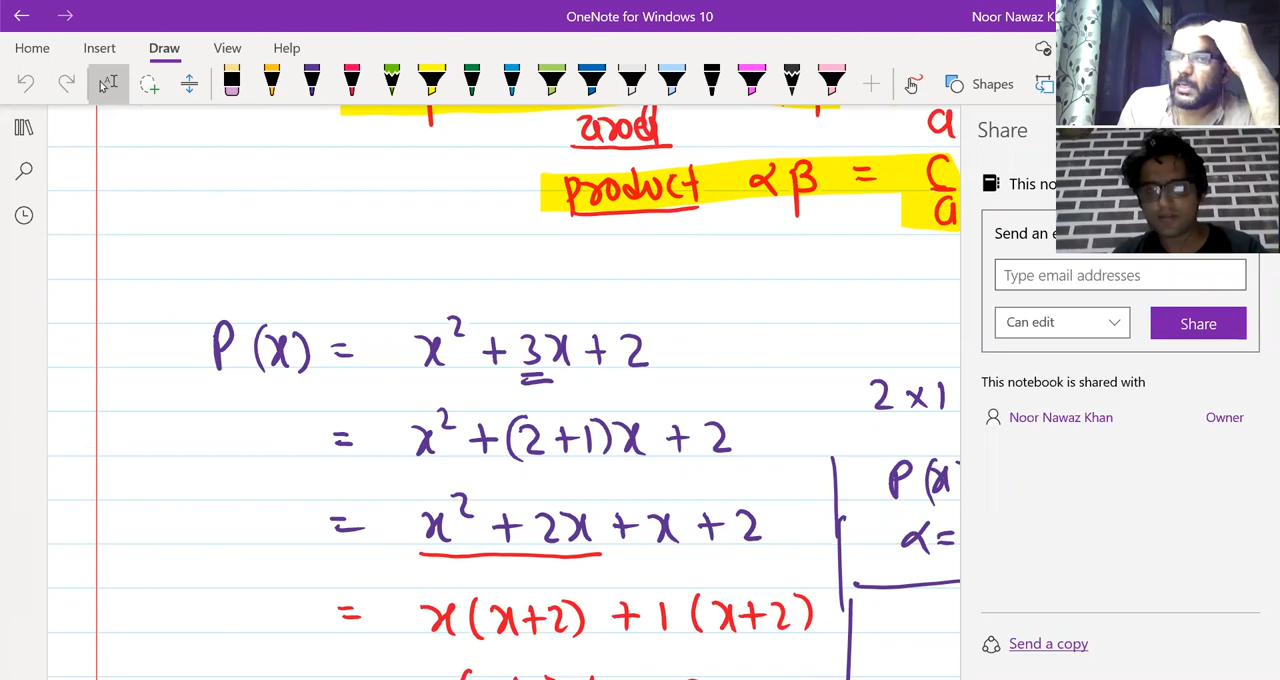 OneNote for Windows 10
Noor Nawaz K
Home Insert Draw View Help
Shapes
Share
This no
Send an e
Type email addresses
Can edit
Share
This notebook is shared with
Noor Nawaz Khan Owner
Send a copy
a
product αβ = c/a
P(x) = x² + 3x + 2
= x² + (2+1)x + 2
2 × 1
= x² + 2x + x + 2
P(x
α =
= x(x+2) + 1(x+2)